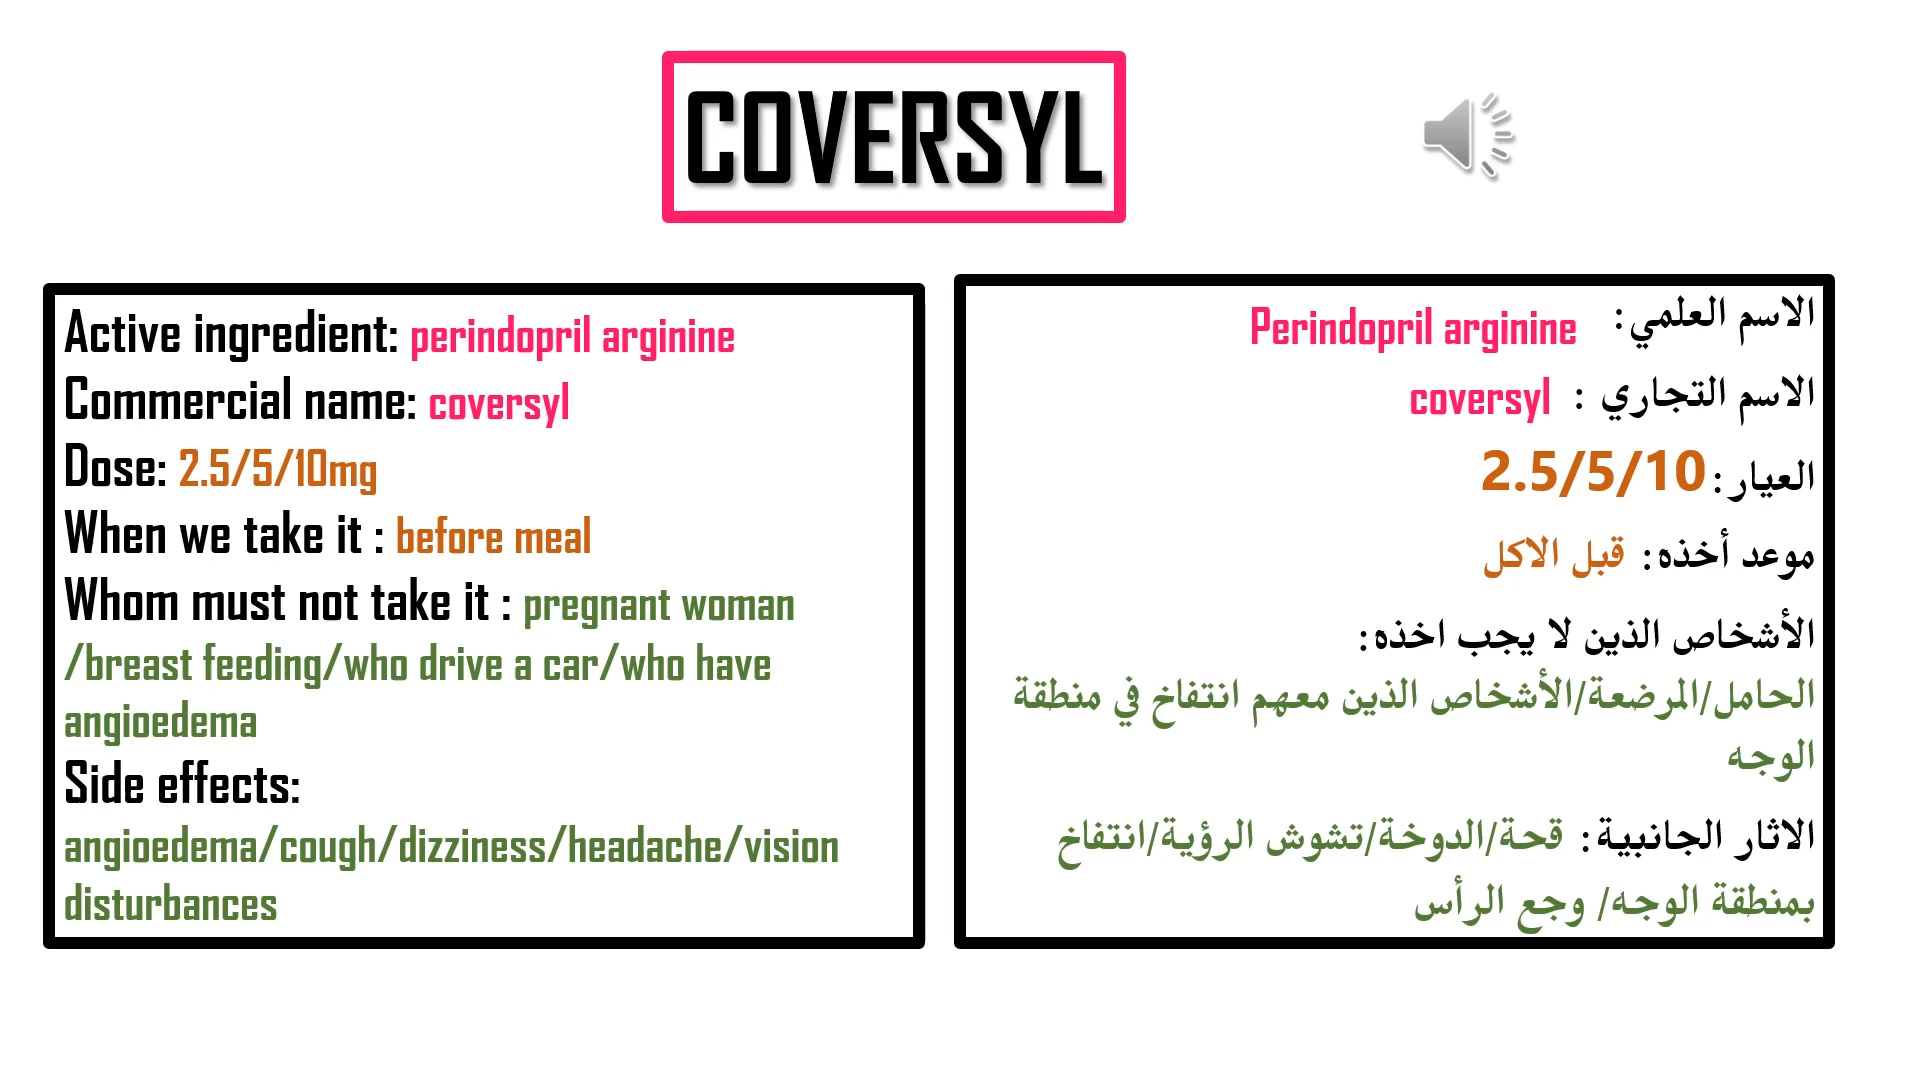 COVERSYL
Active ingredient: perindopril arginine
Commercial name: coversyl
Dose: 2.5/5/10mg
When we take it : before meal
Whom must not take it : pregnant woman
/breast feeding/who drive a car/who have
angioedema
Side effects:
angioedema/cough/dizziness/headache/vision
disturbances
الاسم العلمي: Perindopril arginine
الاسم التجاري : coversyl
العيار: 2.5/5/10
موعد أخذه: قبل الاكل
الأشخاص الذين لا يجب اخذه:
الحامل/المرضعة/الأشخاص الذين معهم انتفاخ في منطقة
الوجه
الاثار الجانبية: قحة/الدوخة/تشوش الرؤية/انتفاخ
بمنطقة الوجه/ وجع الرأس